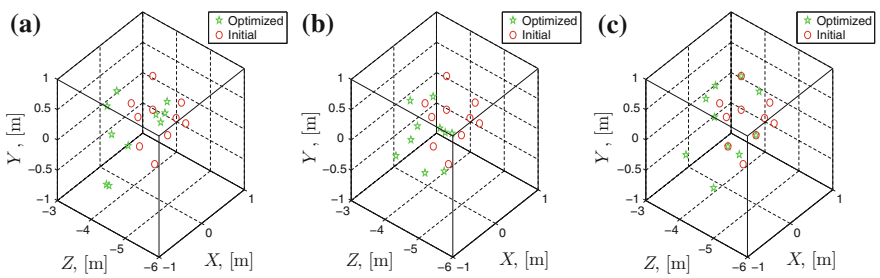 (a)
Optimized
Initial
1
0.5
0
−0.5
−1
Y, [m]
−3
−4
−5
−6
Z, [m]
−1
0
1
X, [m]
(b)
Optimized
Initial
1
0.5
0
−0.5
−1
Y, [m]
−3
−4
−5
−6
Z, [m]
−1
0
1
X, [m]
(c)
Optimized
Initial
1
0.5
0
−0.5
−1
Y, [m]
−3
−4
−5
−6
Z, [m]
−1
0
1
X, [m]